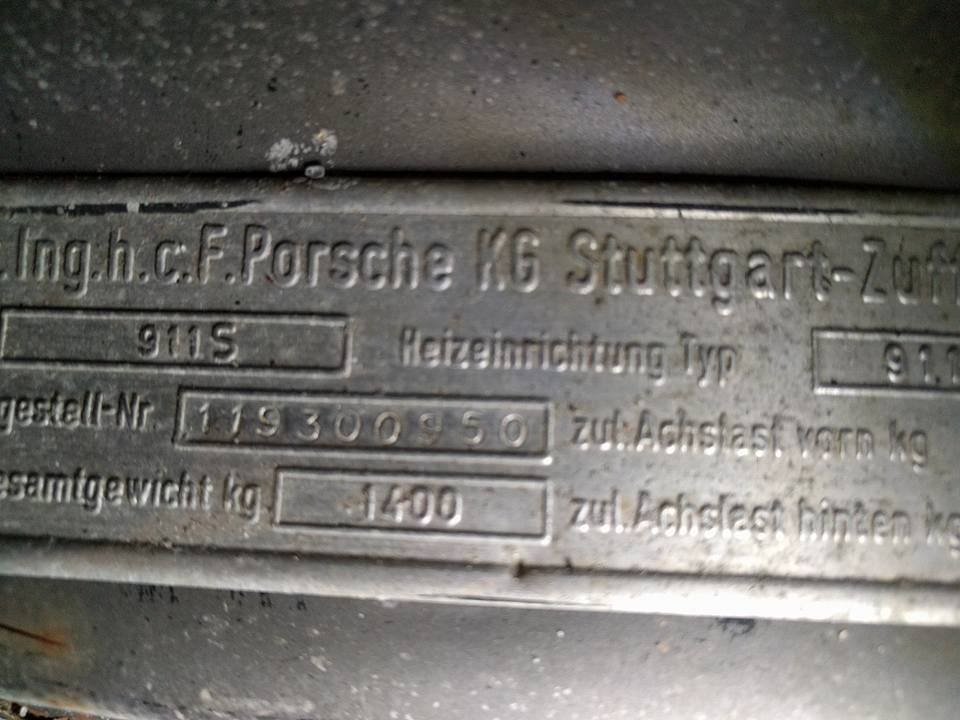 .Ing.h.c.F.Porsche KG Stuttgart-Zuff
911S Heizeinrichtung Typ 911
gestell-Nr. 119300950 zul.Achslast vorn kg
esamtgewicht kg 1400 zul.Achslast hinten kg